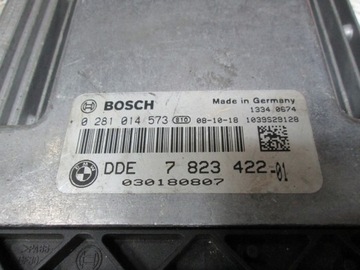 BOSCH
Made in Germany
1334 0674
0 281 014 573 810 08-10-18 1039S29128
DDE 7 823 422-01
030180807